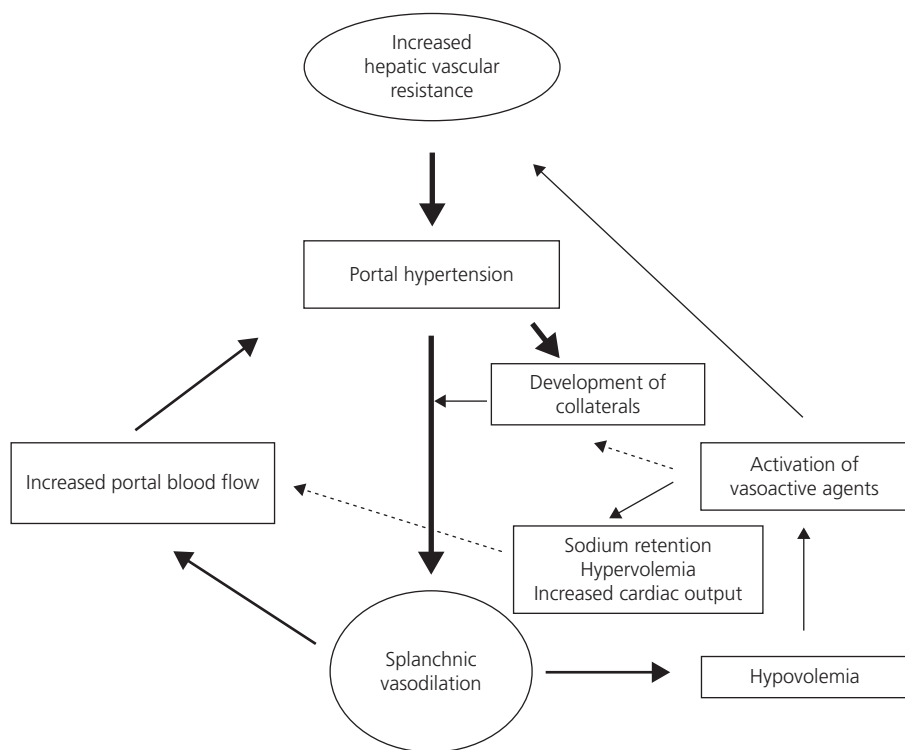 Increased
hepatic vascular
resistance
Portal hypertension
Development of
collaterals
Increased portal blood flow
Activation of
vasoactive agents
Sodium retention
Hypervolemia
Increased cardiac output
Splanchnic
vasodilation
Hypovolemia